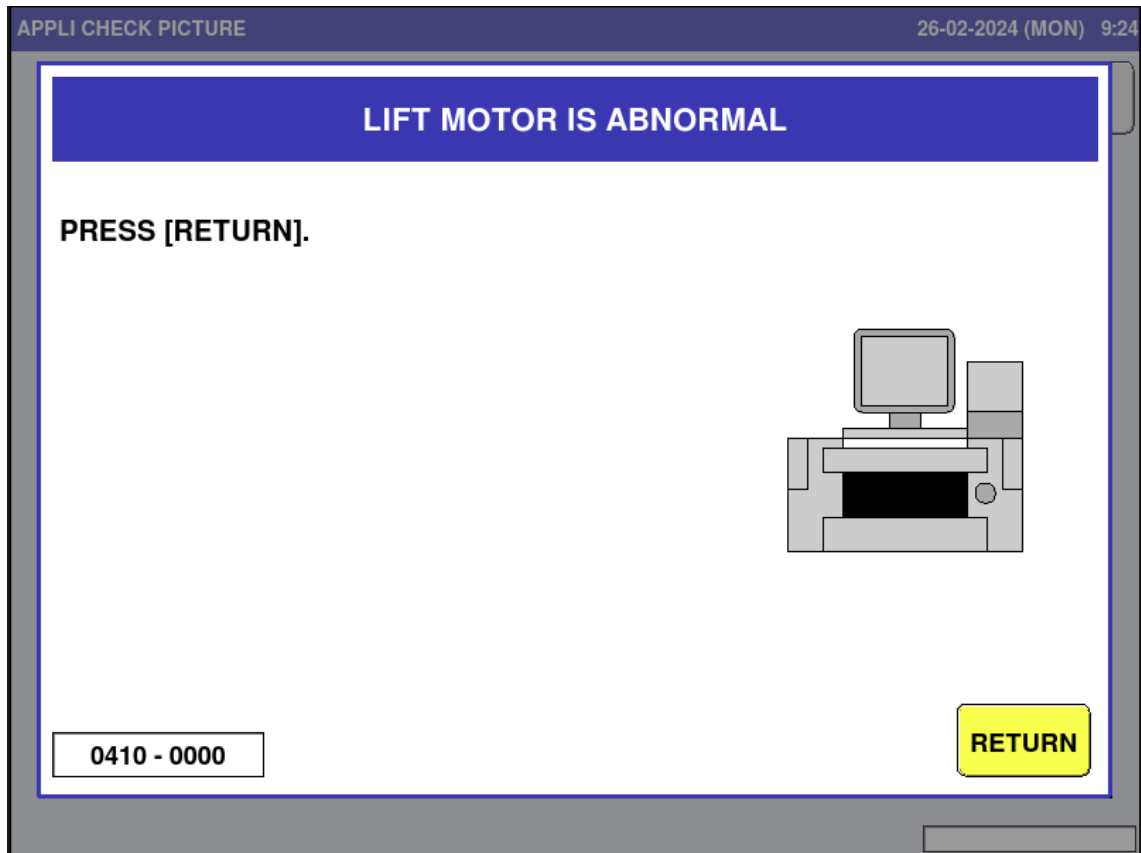 APPLI CHECK PICTURE 26-02-2024 (MON) 9:24
LIFT MOTOR IS ABNORMAL
PRESS [RETURN].
0410 - 0000
RETURN